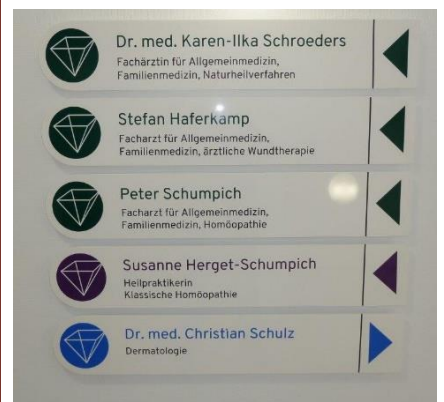 Dr. med. Karen-Ilka Schroeders
Fachärztin für Allgemeinmedizin,
Familienmedizin, Naturheilverfahren
Stefan Haferkamp
Facharzt für Allgemeinmedizin,
Familienmedizin, ärztliche Wundtherapie
Peter Schumpich
Facharzt für Allgemeinmedizin,
Familienmedizin, Homöopathie
Susanne Herget-Schumpich
Heilpraktikerin
Klassische Homöopathie
Dr. med. Christian Schulz
Dermatologie